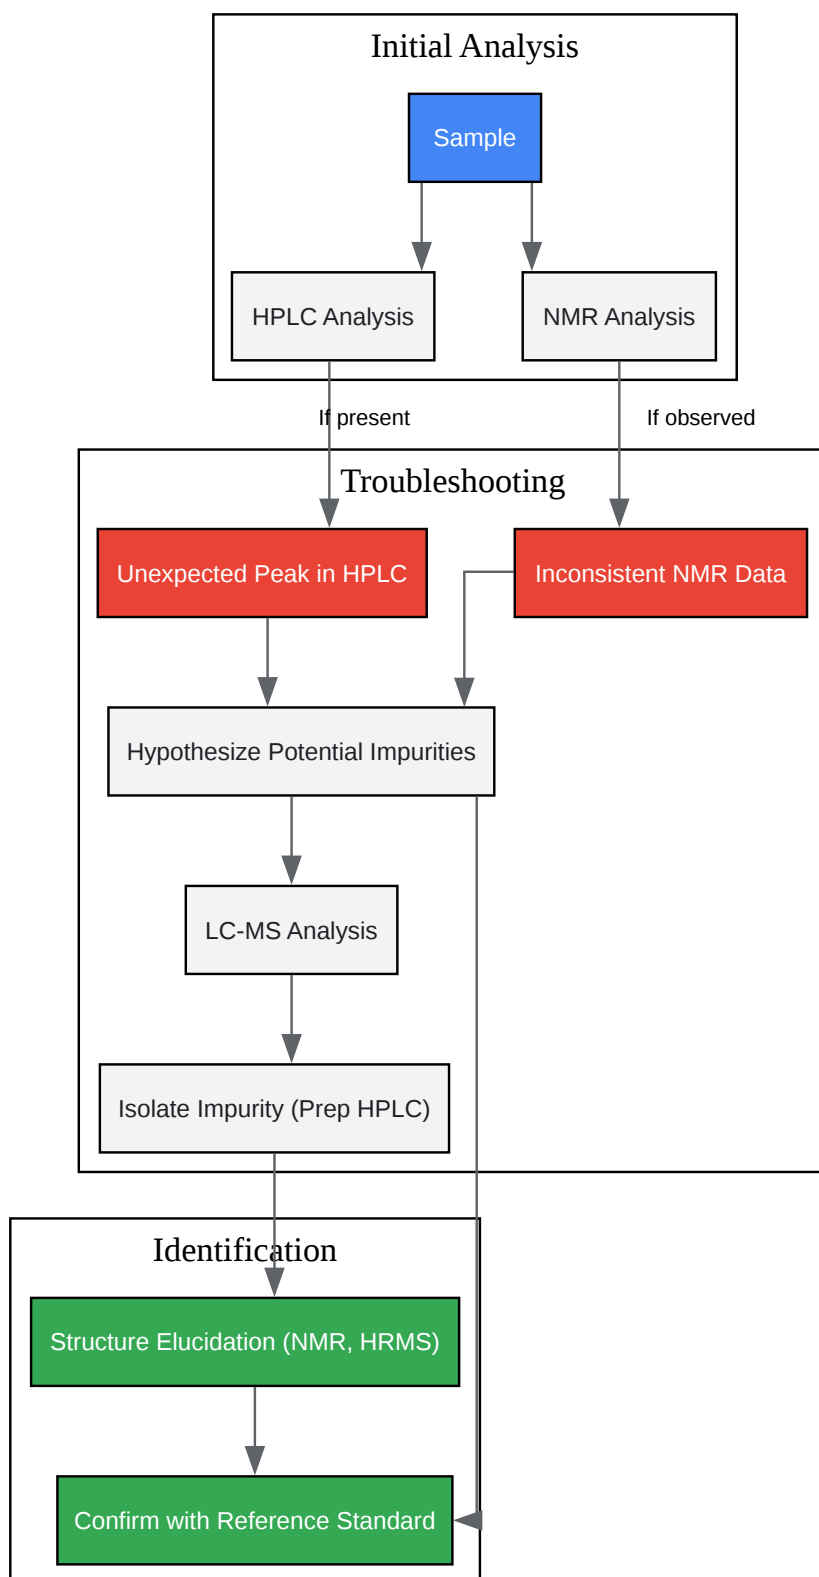 Initial Analysis
Sample
HPLC Analysis
NMR Analysis
If present
If observed
Troubleshooting
Unexpected Peak in HPLC
Inconsistent NMR Data
Hypothesize Potential Impurities
LC-MS Analysis
Isolate Impurity (Prep HPLC)
Identification
Structure Elucidation (NMR, HRMS)
Confirm with Reference Standard